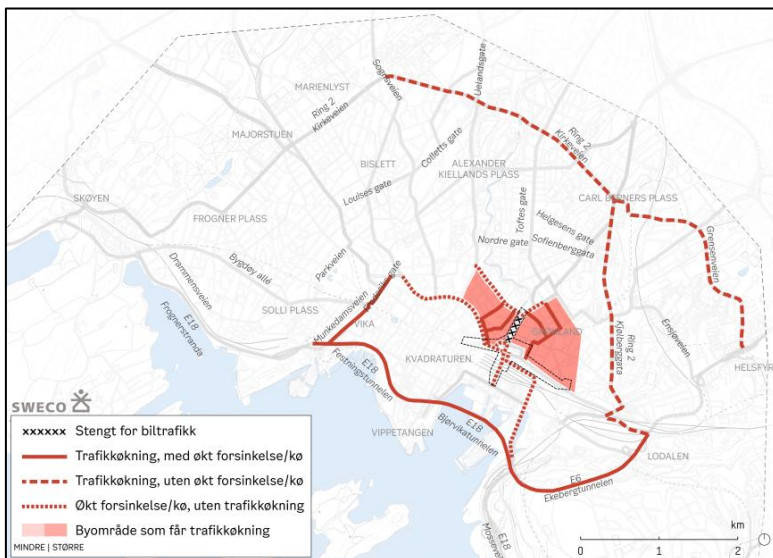 Sognsveien
Uelandsgate
MARIENLYST
Ring 2
Kirkeveien
MAJORSTUEN
Colletts gate
Ring 2
Kirkeveien
BISLETT
ALEXANDER
KIELLANDS PLASS
SKØYEN
Louises gate
Toftes gate
CARL BERNERS PLASS
FROGNER PLASS
Helgesens gate
Grenseveien
Nordre gate
Sofienberggata
Bygdøy allé
Parkveien
Drammensveien
SOLLI PLASS
Munkedamsveien
VIKA
GRØNLAND
Ring 2
Kjølberggata
Ensjøveien
E18
Frognerstranda
KVADRATUREN
HELSFYR
E18
Festningstunnelen
SWECO
VIPPETANGEN
E18
Bjørvikatunnelen
LODALEN
E6
Ekebergtunnelen
E18
xxxxxx Stengt for biltrafikk
Trafikkøkning, med økt forsinkelse/kø
Trafikkøkning, uten økt forsinkelse/kø
Økt forsinkelse/kø, uten trafikkøkning
Byområde som får trafikkøkning
MINDRE | STØRRE
km
0 1 2